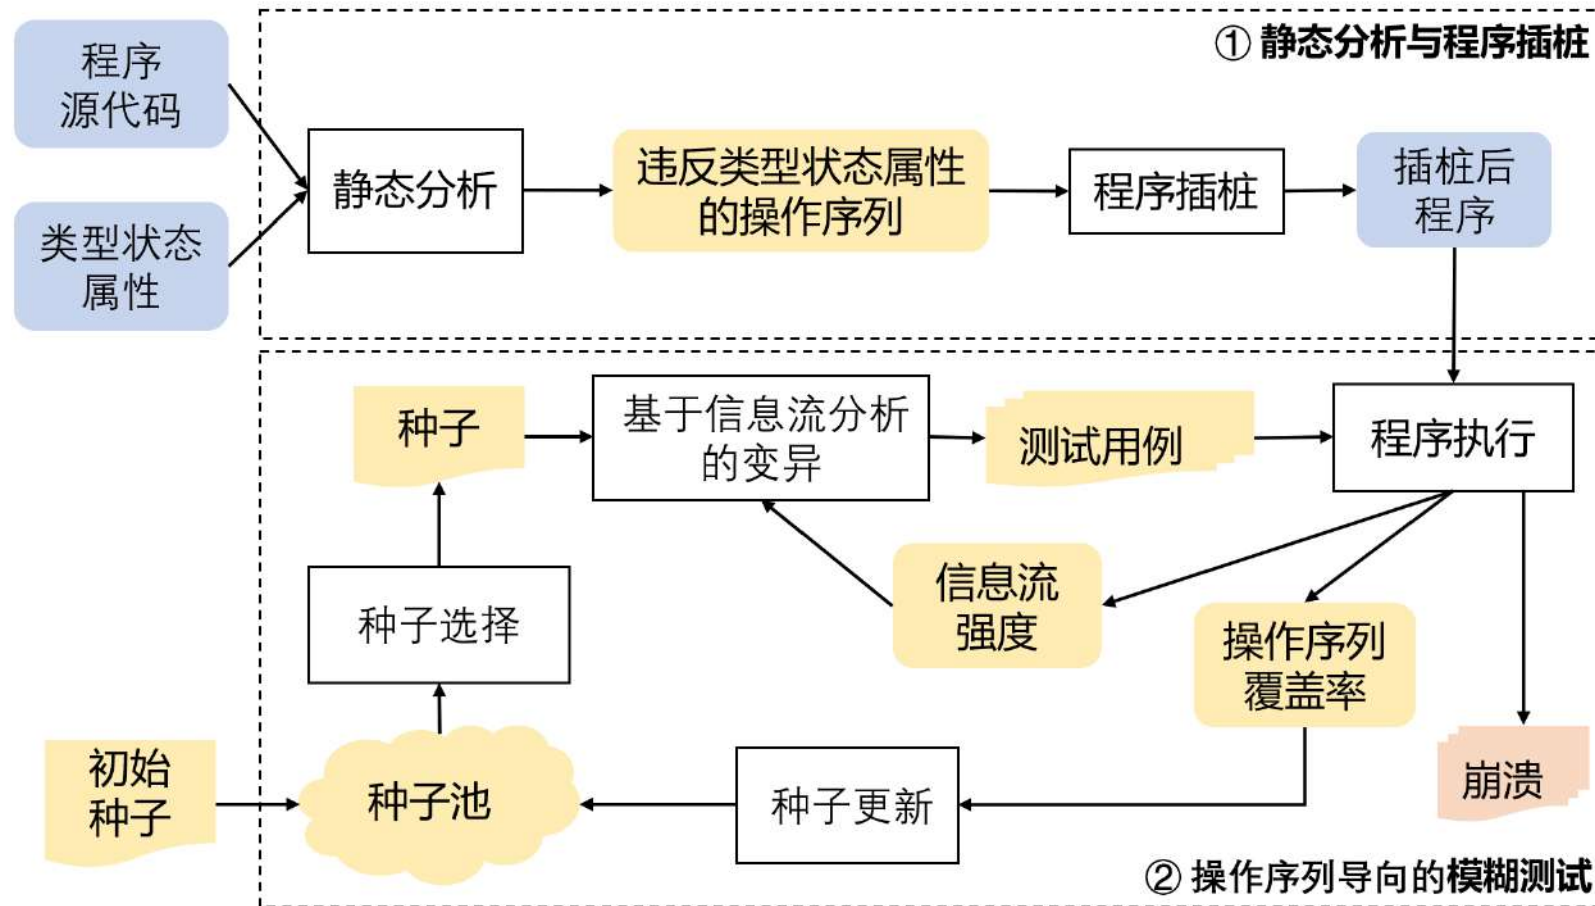 ① 静态分析与程序插桩
程序
源代码
类型状态
属性
静态分析
违反类型状态属性
的操作序列
程序插桩
插桩后
程序
种子
基于信息流分析
的变异
测试用例
程序执行
信息流
强度
操作序列
覆盖率
崩溃
种子选择
初始
种子
种子池
种子更新
② 操作序列导向的模糊测试